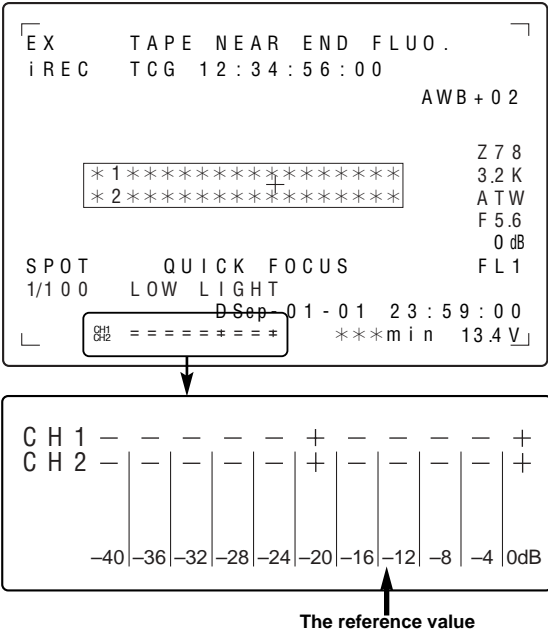 EX TAPE NEAR END FLUO.
iREC TCG 12:34:56:00
AWB+02
Z78
*1****************
3.2K
*2****************
ATW
F5.6
0dB
SPOT QUICK FOCUS FL1
1/100 LOW LIGHT
DSep-01-01 23:59:00
CH1
CH2 ***min 13.4V
CH1 – – – – – + – – – – +
CH2 – – – – – + – – – – +
–40 –36 –32 –28 –24 –20 –16 –12 –8 –4 0dB
The reference value